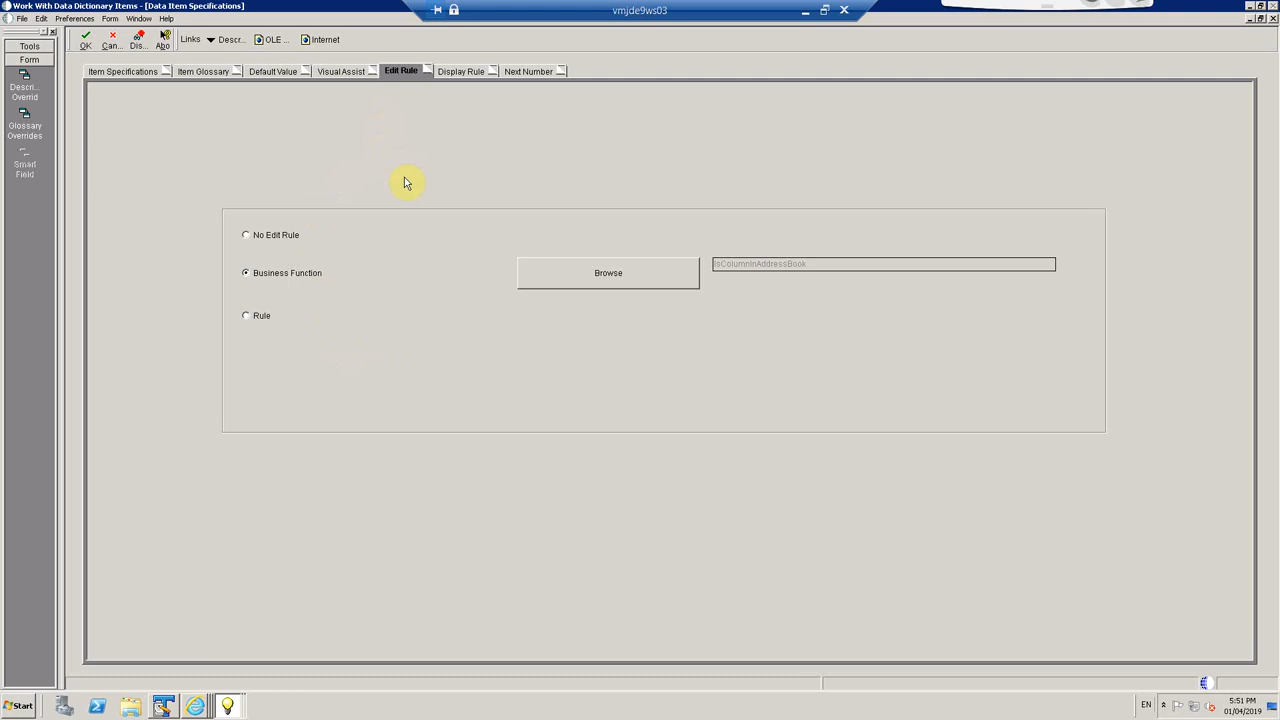 Work With Data Dictionary Items - [Data Item Specifications]
vmjde9ws03
File Edit Preferences Form Window Help
Tools
Form
OK
Can...
Dis...
Abo
Links
Descr...
OLE ...
Internet
Item Specifications
Item Glossary
Default Value
Visual Assist
Edit Rule
Display Rule
Next Number
Descri...
Overrid
Glossary
Overrides
Smart
Field
No Edit Rule
Business Function
Browse
IsColumnInAddressBook
Rule
Start
EN
5:51 PM
01/04/2019